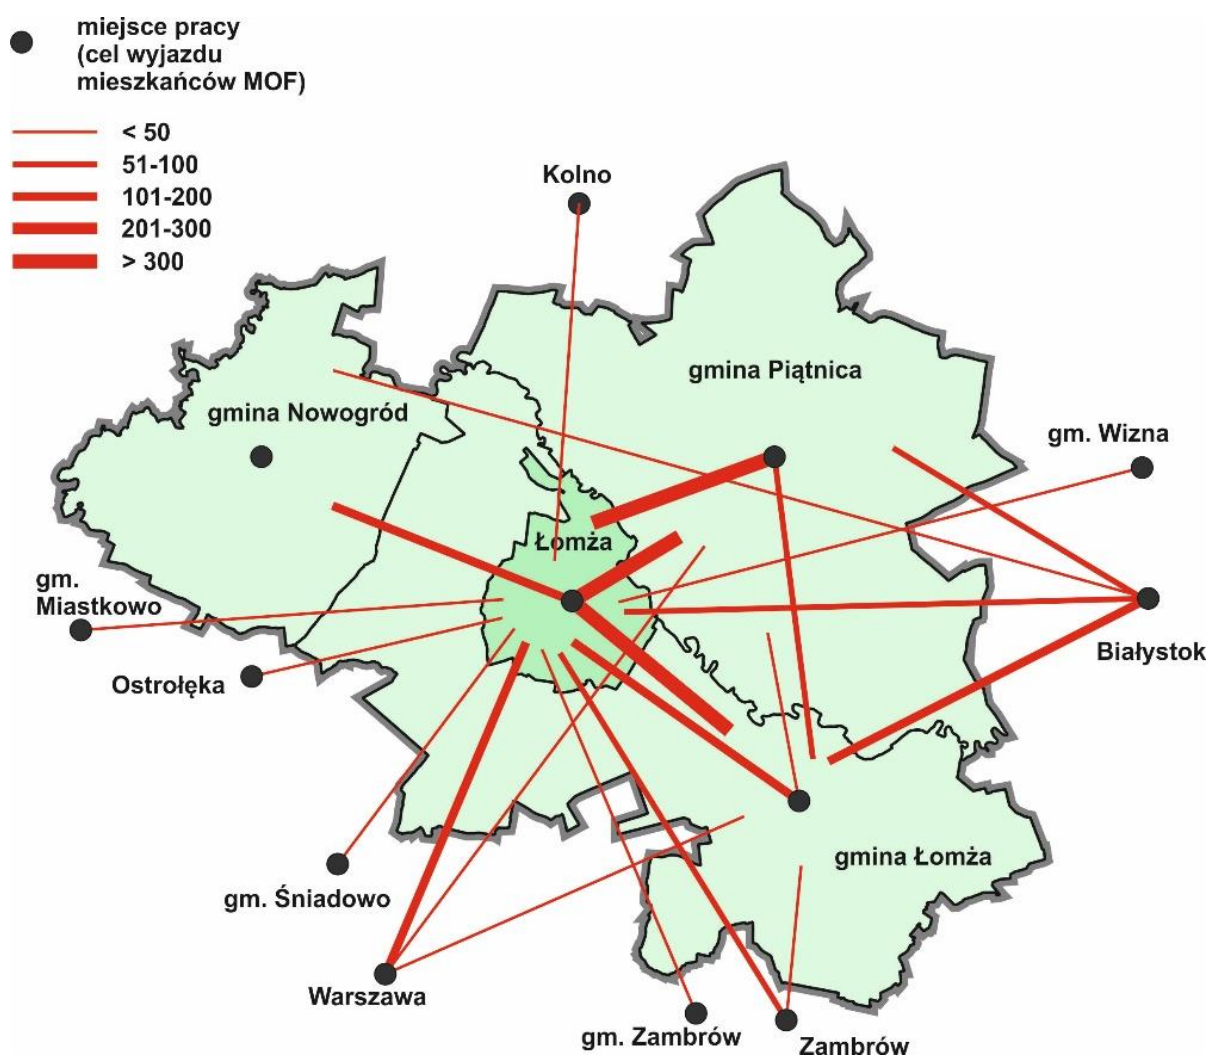 miejsce pracy
(cel wyjazdu
mieszkańców MOF)
< 50
51-100
101-200
201-300
> 300
Kolno
gmina Piątnica
gmina Nowogród
gm. Wizna
Łomża
gm.
Miastkowo
Białystok
Ostrołęka
gmina Łomża
gm. Śniadowo
Warszawa
gm. Zambrów
Zambrów